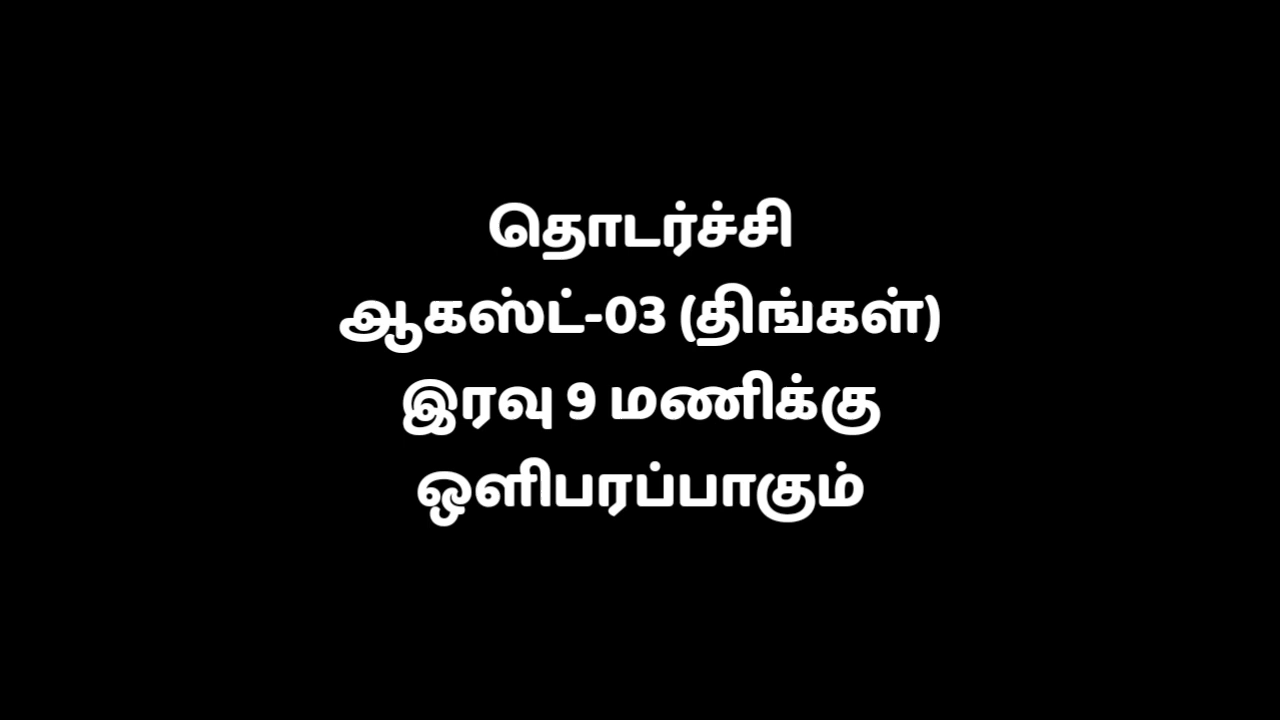 தொடர்ச்சி
ஆகஸ்ட்-03 (திங்கள்)
இரவு 9 மணிக்கு
ஒளிபரப்பாகும்